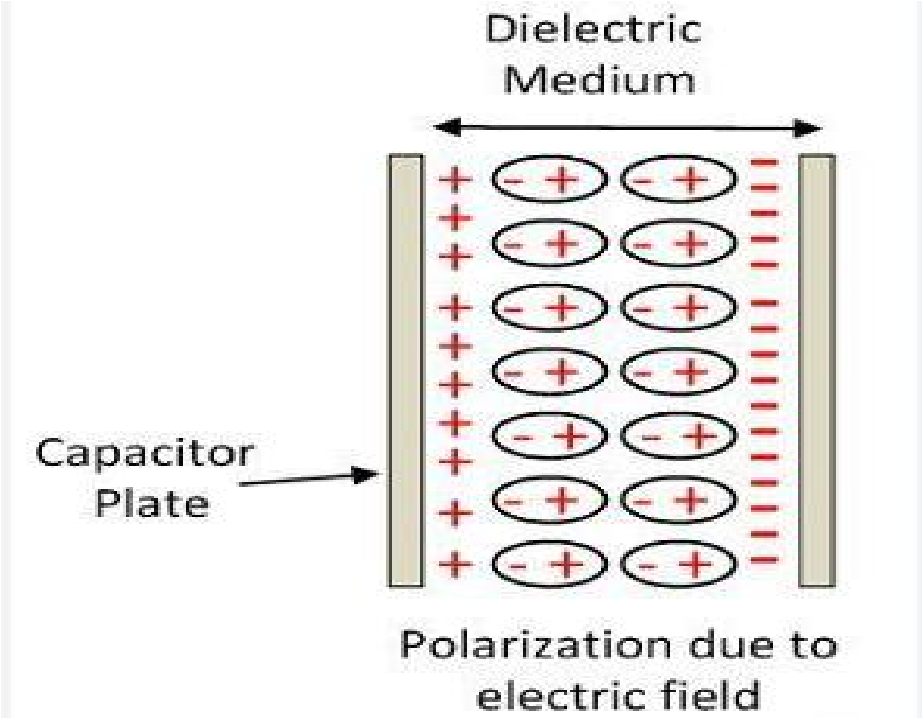 Dielectric
Medium
Capacitor
Plate
+ - + - + −
+ - + - + −
+ - + - + −
+ - + - + −
+ - + - + −
+ - + - + −
+ - + - + −
Polarization due to
electric field